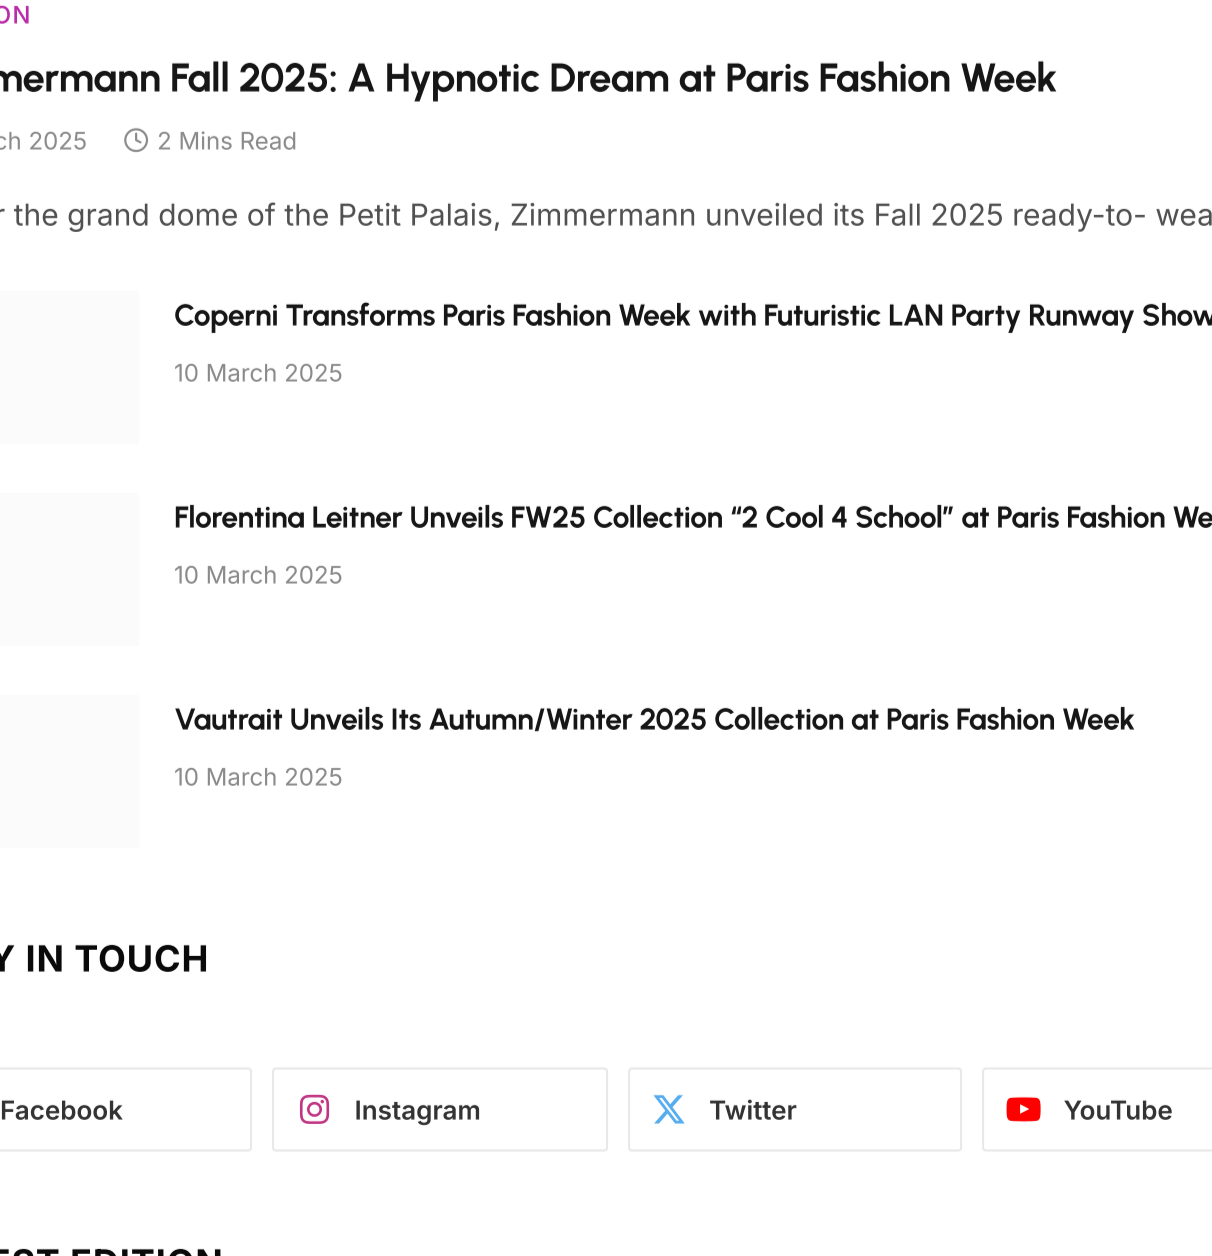 ON
mermann Fall 2025: A Hypnotic Dream at Paris Fashion Week
ch 2025 2 Mins Read
r the grand dome of the Petit Palais, Zimmermann unveiled its Fall 2025 ready-to- wea
Coperni Transforms Paris Fashion Week with Futuristic LAN Party Runway Show
10 March 2025
Florentina Leitner Unveils FW25 Collection “2 Cool 4 School” at Paris Fashion We
10 March 2025
Vautrait Unveils Its Autumn/Winter 2025 Collection at Paris Fashion Week
10 March 2025
Y IN TOUCH
Facebook
Instagram
Twitter
YouTube
EST EDITION